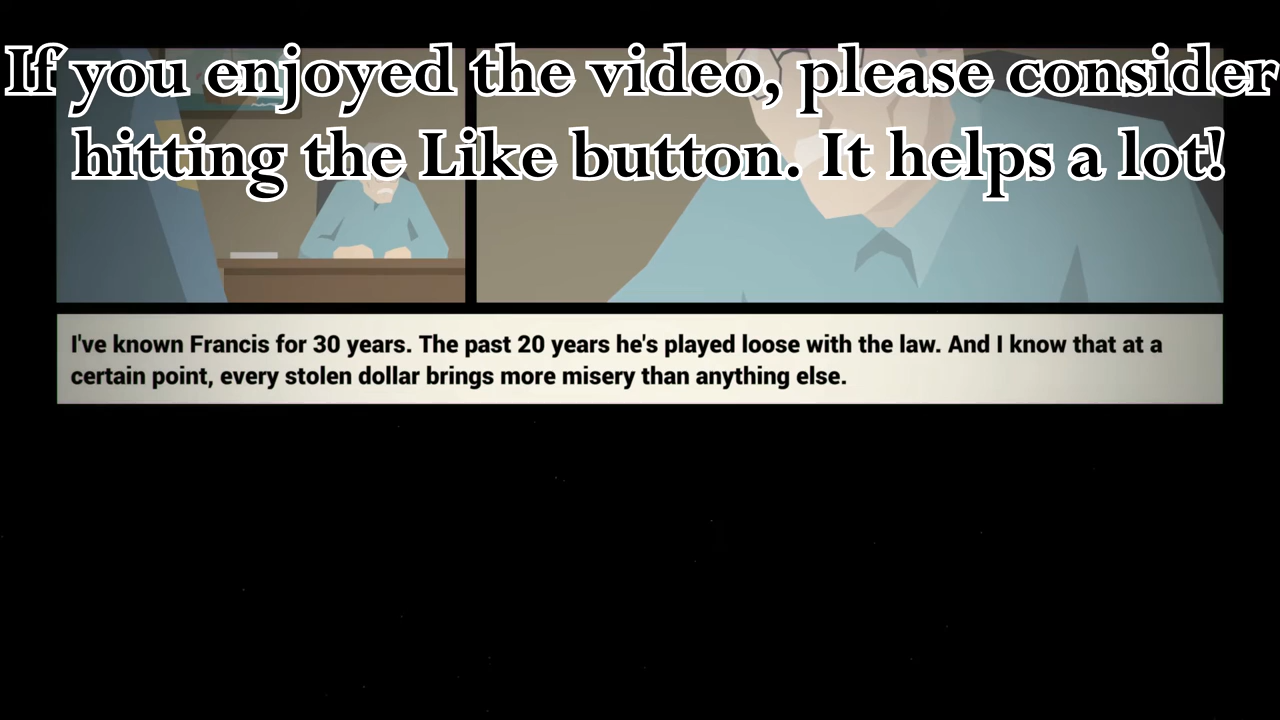 If you enjoyed the video, please consider
hitting the Like button. It helps a lot!
I've known Francis for 30 years. The past 20 years he's played loose with the law. And I know that at a
certain point, every stolen dollar brings more misery than anything else.